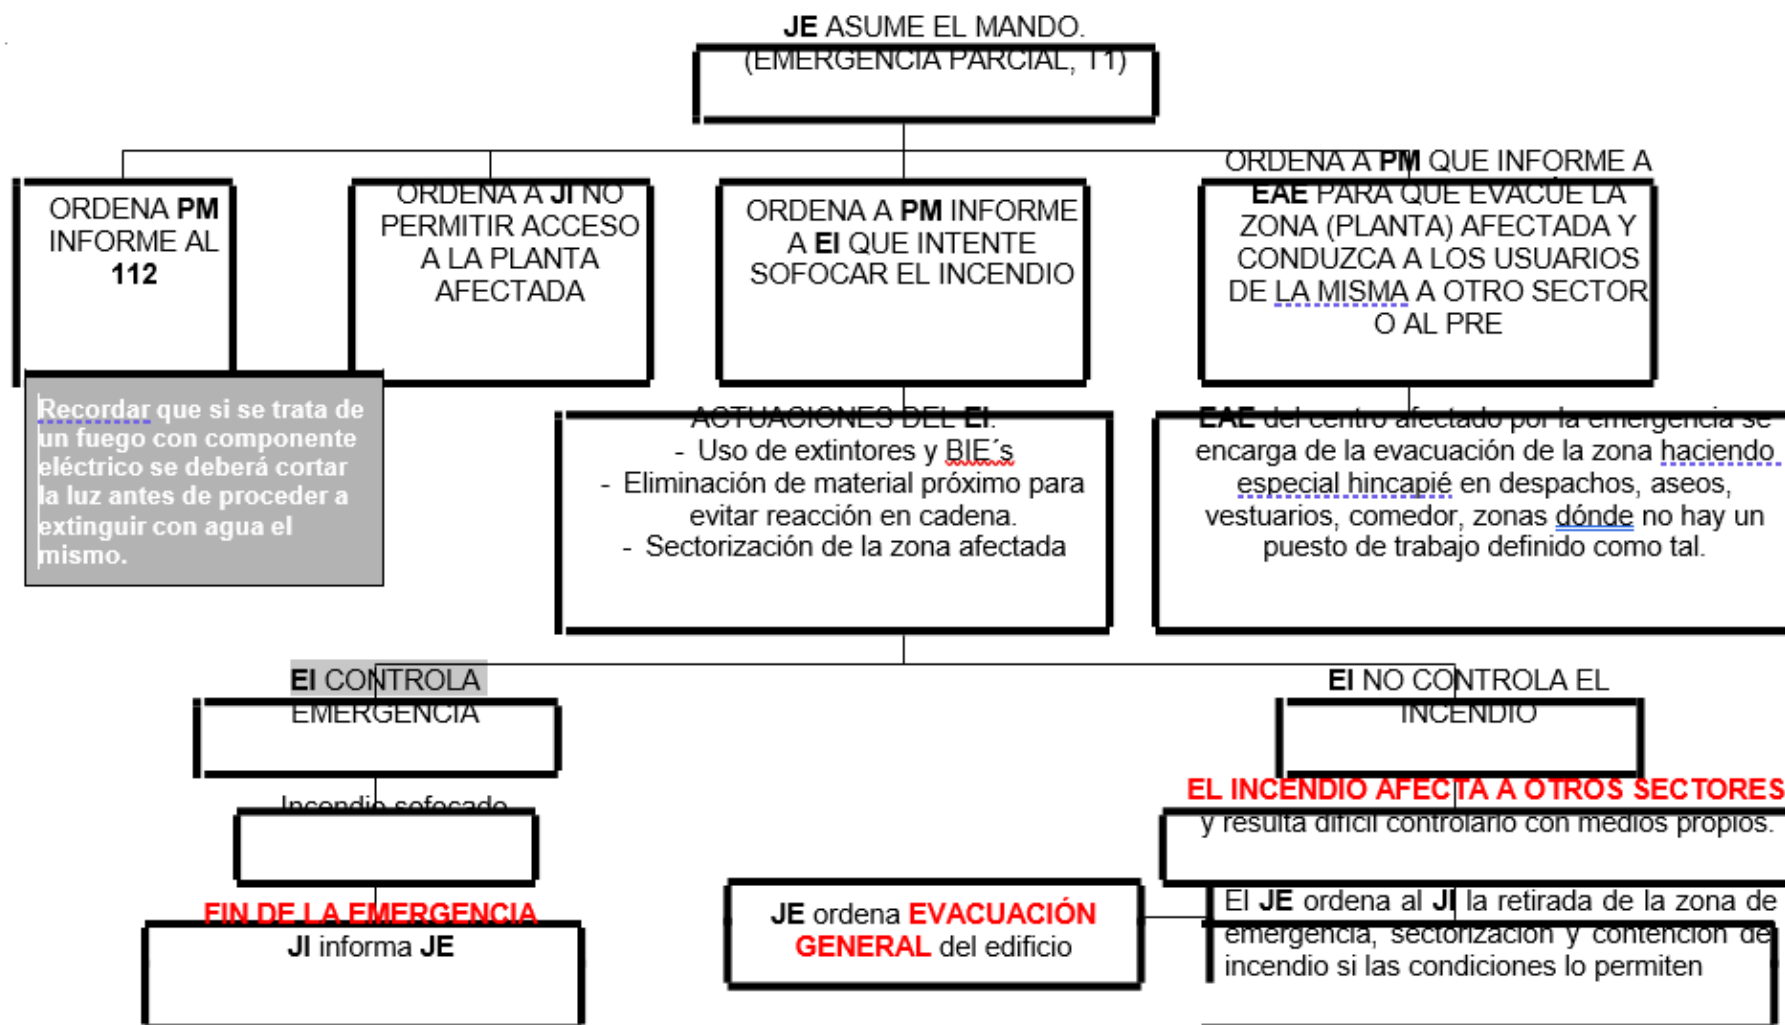 JE ASUME EL MANDO.
(EMERGENCIA PARCIAL, T1)
ORDENA PM
INFORME AL
112
ORDENA A JI NO
PERMITIR ACCESO
A LA PLANTA
AFECTADA
ORDENA A PM INFORME
A EI QUE INTENTE
SOFOCAR EL INCENDIO
ORDENA A PM QUE INFORME A
EAE PARA QUE EVACÚE LA
ZONA (PLANTA) AFECTADA Y
CONDUZCA A LOS USUARIOS
DE LA MISMA A OTRO SECTOR
O AL PRE
Recordar que si se trata de
un fuego con componente
eléctrico se deberá cortar
la luz antes de proceder a
extinguir con agua el
mismo.
ACTUACIONES DEL EI:
- Uso de extintores y BIE´s
- Eliminación de material próximo para
evitar reacción en cadena.
- Sectorización de la zona afectada
EAE del centro afectado por la emergencia se
encarga de la evacuación de la zona haciendo
especial hincapié en despachos, aseos,
vestuarios, comedor, zonas dónde no hay un
puesto de trabajo definido como tal.
EI CONTROLA
EMERGENCIA
EI NO CONTROLA EL
INCENDIO
Incendio sofocado
EL INCENDIO AFECTA A OTROS SECTORES
y resulta difícil controlarlo con medios propios.
FIN DE LA EMERGENCIA
JI informa JE
JE ordena EVACUACIÓN
GENERAL del edificio
El JE ordena al JI la retirada de la zona de
emergencia, sectorización y contención de
incendio si las condiciones lo permiten